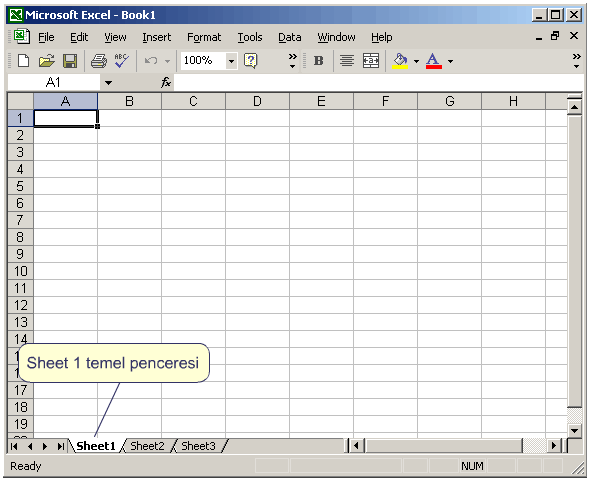 Microsoft Excel - Book1
File Edit View Insert Format Tools Data Window Help
ABC 100% ? B a A
A1 fx
A B C D E F G H
1
2
3
4
5
6
7
8
9
10
11
12
13
14
Sheet 1 temel penceresi
17
18
19
Sheet1 Sheet2 Sheet3
Ready NUM